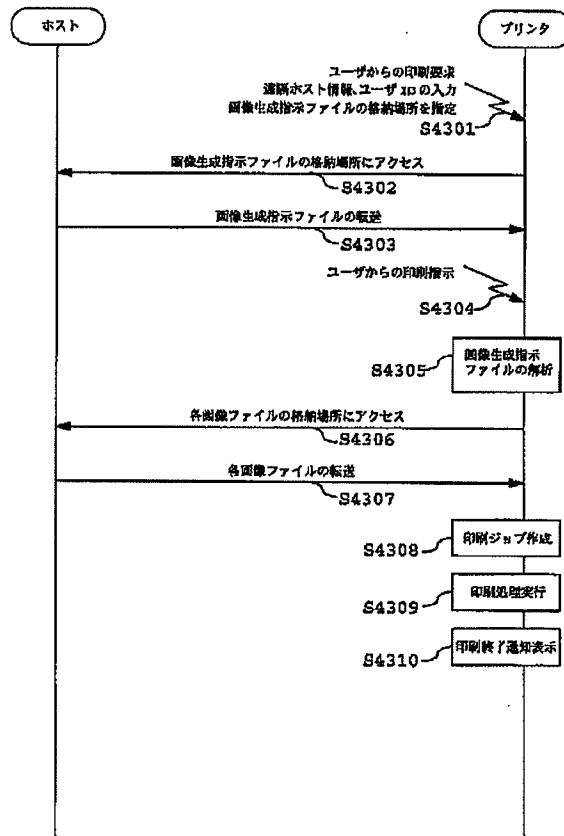 ホスト
プリンタ
ユーザからの印刷要求
遠隔ホスト情報、ユーザIDの入力
画像生成指示ファイルの格納場所を指定
S4301
画像生成指示ファイルの格納場所にアクセス
S4302
画像生成指示ファイルの転送
S4303
ユーザからの印刷指示
S4304
画像生成指示
ファイルの解析
S4305
各画像ファイルの格納場所にアクセス
S4306
各画像ファイルの転送
S4307
印刷ジョブ作成
S4308
印刷処理実行
S4309
印刷終了通知表示
S4310